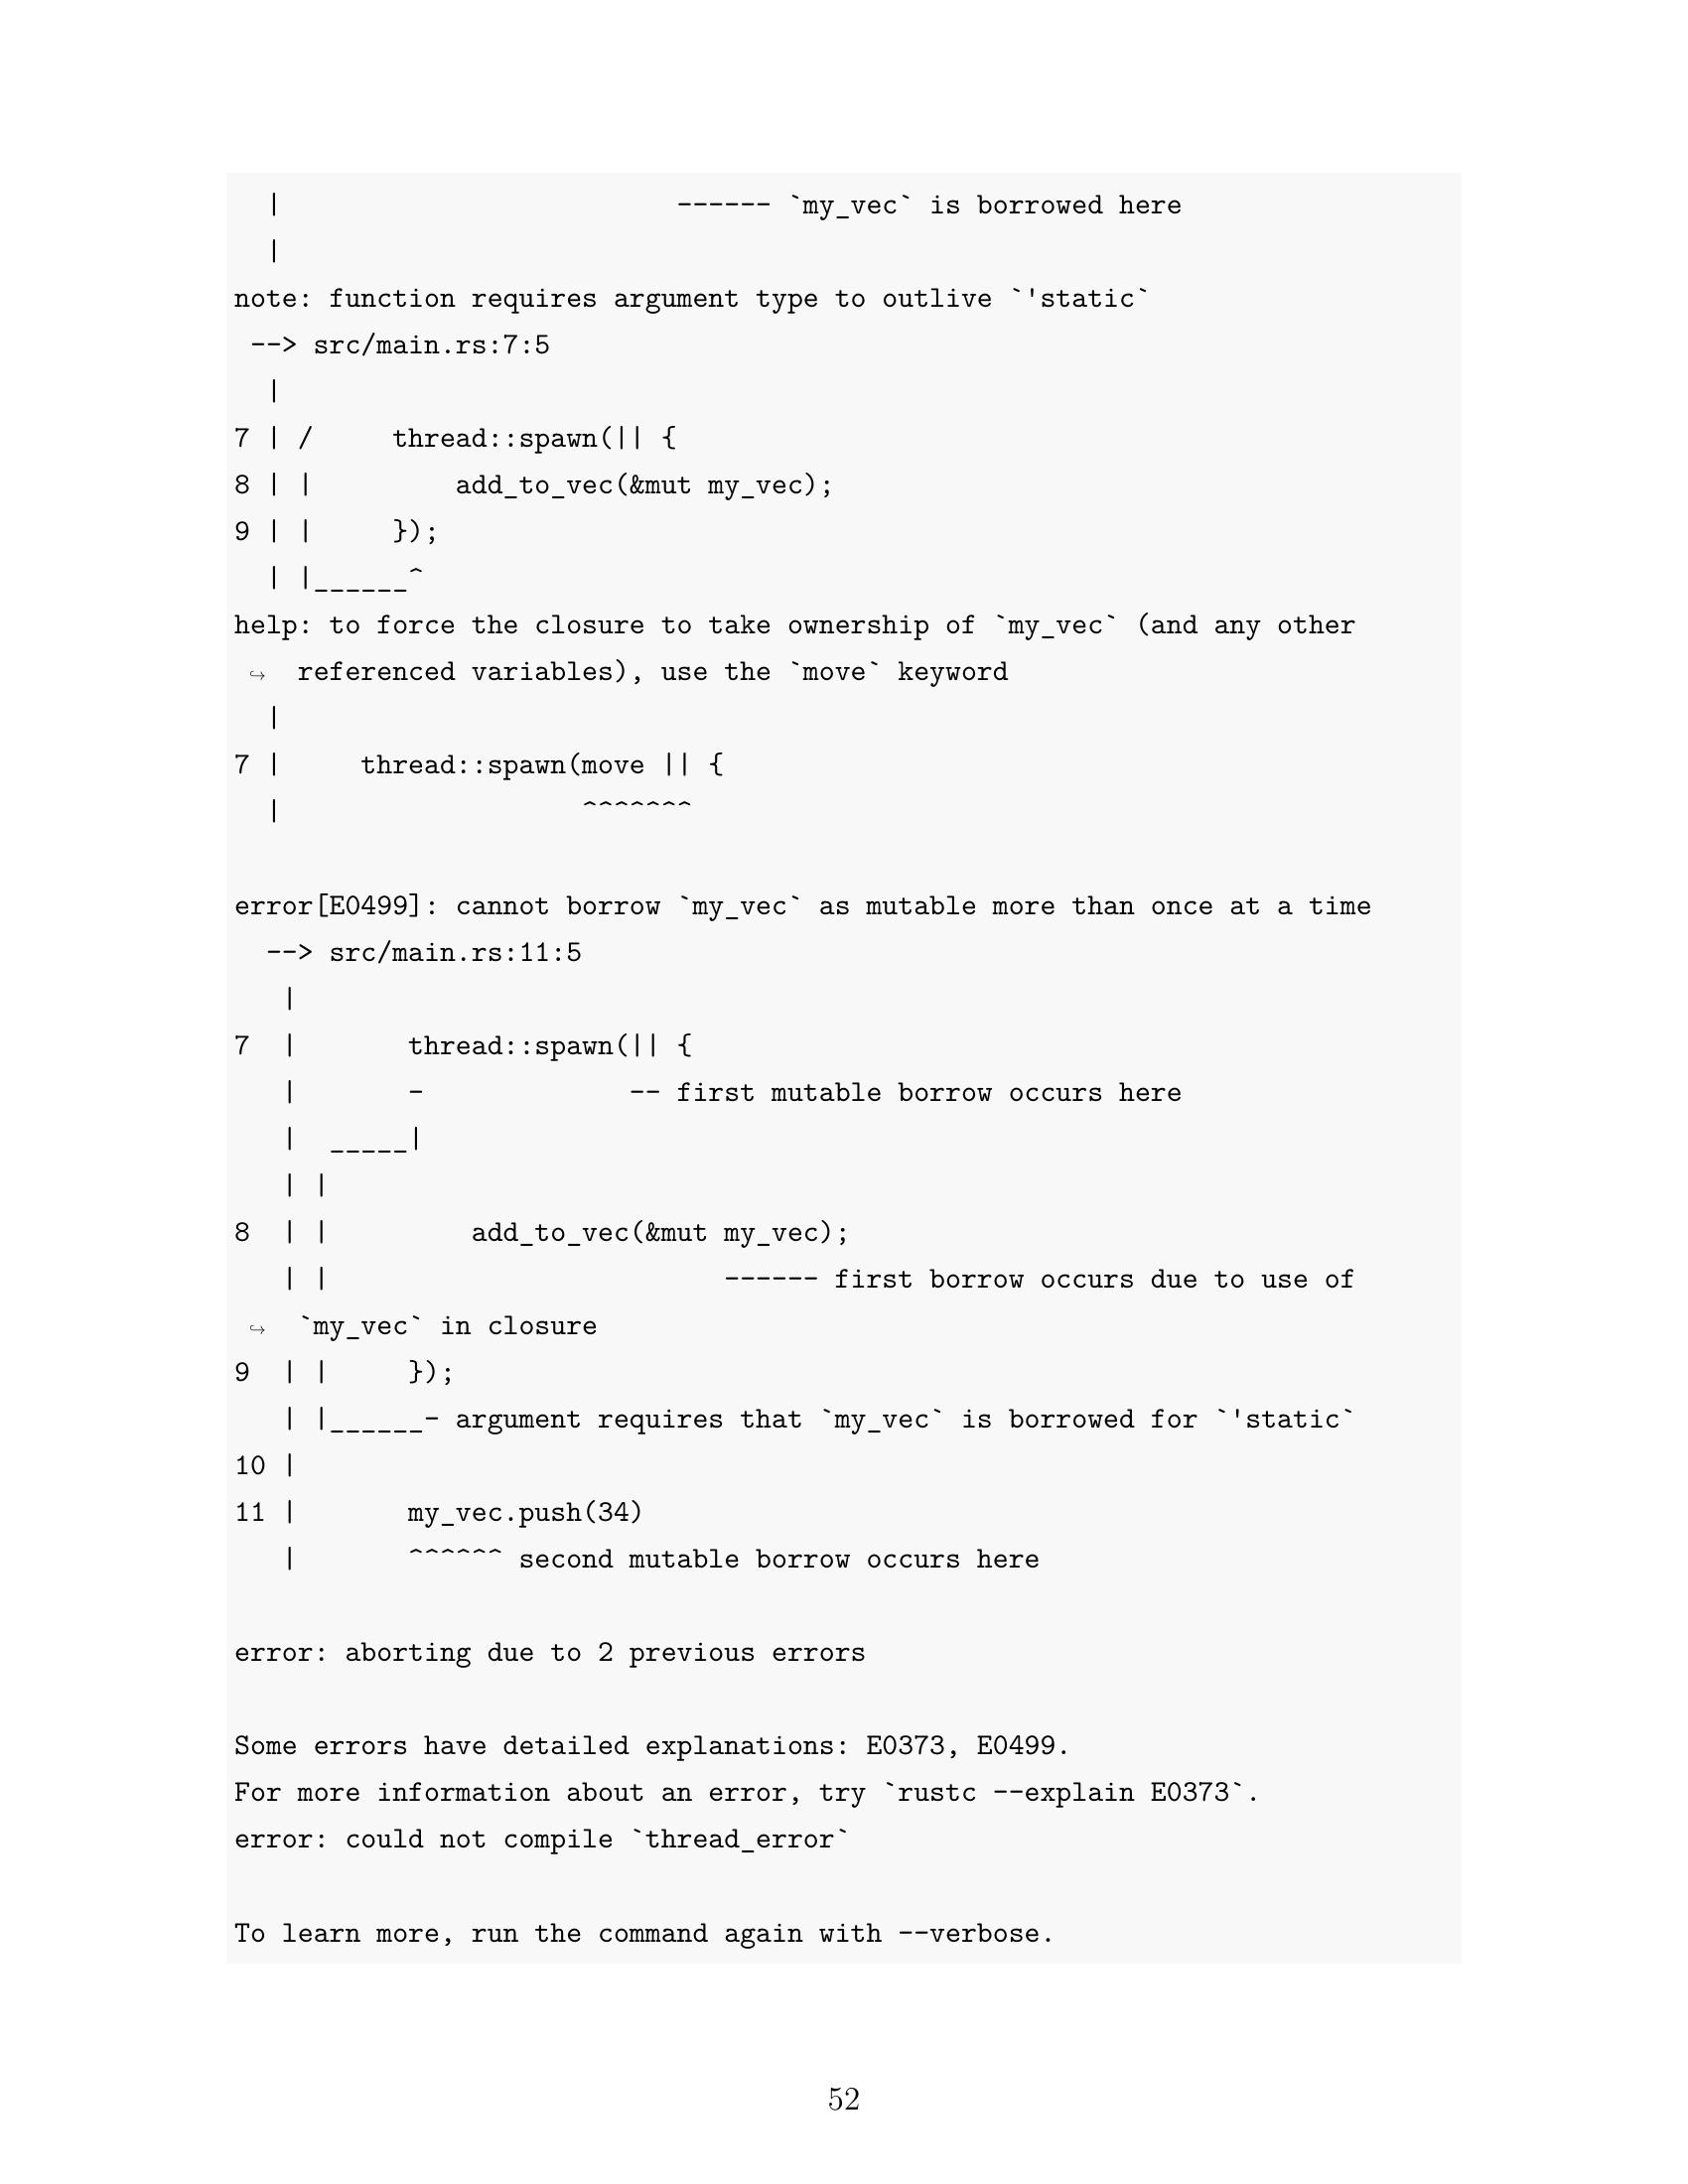 |                         ------ `my_vec` is borrowed here
  |
note: function requires argument type to outlive `'static`
 --> src/main.rs:7:5
  |
7 | /     thread::spawn(|| {
8 | |         add_to_vec(&mut my_vec);
9 | |     });
  | |______^
help: to force the closure to take ownership of `my_vec` (and any other
 ↪  referenced variables), use the `move` keyword
  |
7 |     thread::spawn(move || {
  |                   ^^^^^^^

error[E0499]: cannot borrow `my_vec` as mutable more than once at a time
  --> src/main.rs:11:5
   |
7  |       thread::spawn(|| {
   |       -             -- first mutable borrow occurs here
   |  _____|
   | |
8  | |         add_to_vec(&mut my_vec);
   | |                         ------ first borrow occurs due to use of
 ↪  `my_vec` in closure
9  | |     });
   | |______- argument requires that `my_vec` is borrowed for `'static`
10 |
11 |       my_vec.push(34)
   |       ^^^^^^ second mutable borrow occurs here

error: aborting due to 2 previous errors

Some errors have detailed explanations: E0373, E0499.
For more information about an error, try `rustc --explain E0373`.
error: could not compile `thread_error`

To learn more, run the command again with --verbose.
52